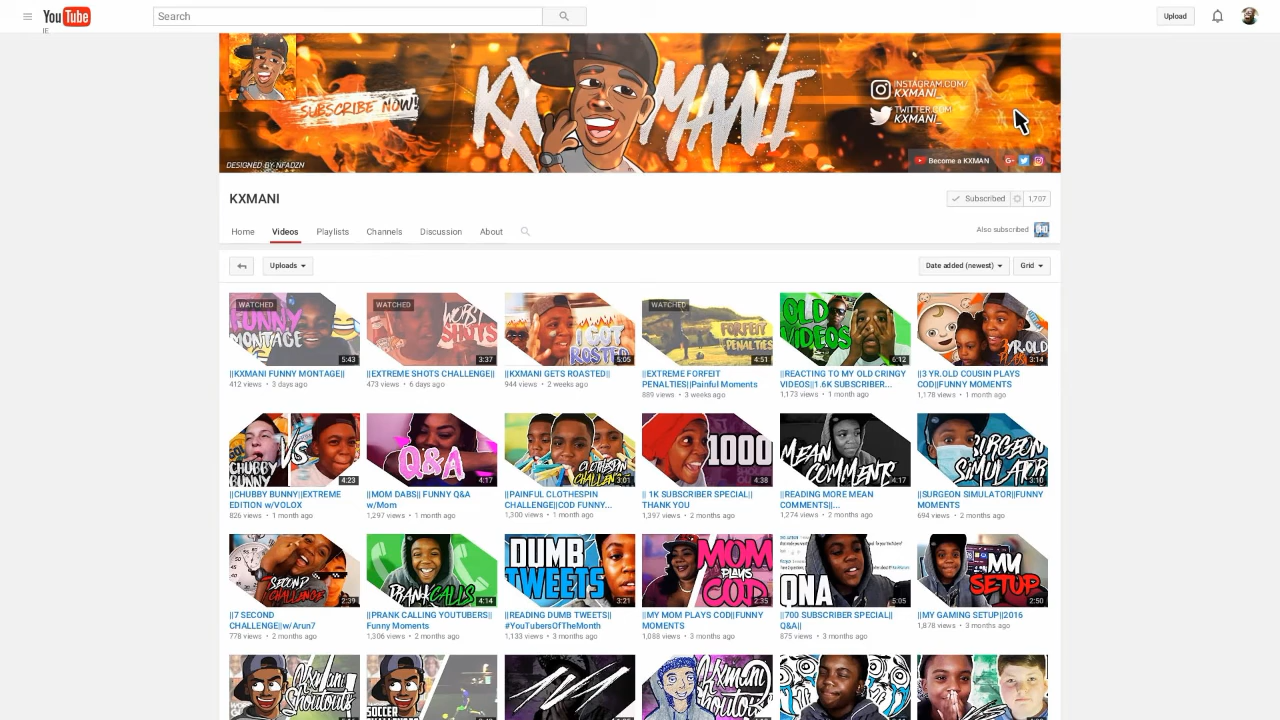 YouTube
IE
Search
Upload
SUBSCRIBE NOW!
KXMANI
INSTAGRAM.COM/
KXMANI_
TWITTER.COM
KXMANI_
DESIGNED BY NFADZN
Become a KXMAN
KXMANI
Subscribed 1,707
Home Videos Playlists Channels Discussion About
Also subscribed
Uploads
Date added (newest) Grid
WATCHED
FUNNY
MONTAGE
5:43
WATCHED
WORST
SHOTS
3:37
I GOT
ROSTED
5:05
WATCHED
FORFEIT
PENALTIES
4:51
OLD
VIDEOS
6:12
3 YR.OLD
3:14
||KXMANI FUNNY MONTAGE||
412 views • 3 days ago
||EXTREME SHOTS CHALLENGE||
473 views • 6 days ago
||KXMANI GETS ROASTED||
944 views • 2 weeks ago
||EXTREME FORFEIT
PENALTIES||Painful Moments
889 views • 3 weeks ago
||REACTING TO MY OLD CRINGY
VIDEOS||1.6K SUBSCRIBER...
1,173 views • 1 month ago
||3 YR.OLD COUSIN PLAYS
COD||FUNNY MOMENTS
1,178 views • 1 month ago
VS
CHUBBY
BUNNY
4:23
Q&A
4:17
CLOTHESPIN
CHALLENGE
3:01
1000
4:38
MEAN
COMMENTS
4:17
SURGEON
SIMULATOR
3:10
||CHUBBY BUNNY||EXTREME
EDITION w/VOLOX
826 views • 1 month ago
||MOM DABS|| FUNNY Q&A
w/Mom
1,297 views • 1 month ago
||PAINFUL CLOTHESPIN
CHALLENGE||COD FUNNY...
1,300 views • 1 month ago
|| 1K SUBSCRIBER SPECIAL||
THANK YOU
1,397 views • 2 months ago
||READING MORE MEAN
COMMENTS||...
1,274 views • 2 months ago
||SURGEON SIMULATOR||FUNNY
MOMENTS
694 views • 2 months ago
SECOND
CHALLENGE
2:39
PRANK CALLS
4:14
DUMB
TWEETS
3:21
MOM
PLAYS
COD
2:35
QNA
5:05
MY
SETUP
2:50
||7 SECOND
CHALLENGE||w/Arun7
778 views • 2 months ago
||PRANK CALLING YOUTUBERS||
Funny Moments
1,306 views • 2 months ago
||READING DUMB TWEETS||
#YouTubersOfTheMonth
1,133 views • 3 months ago
||MY MOM PLAYS COD||FUNNY
MOMENTS
1,088 views • 3 months ago
||700 SUBSCRIBER SPECIAL||
Q&A||
875 views • 3 months ago
||MY GAMING SETUP||2016
1,878 views • 3 months ago
SOCCER